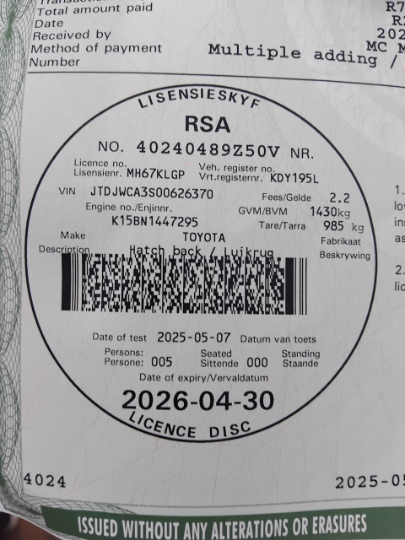 Total amount paid R7
Date
Received by 202
Method of payment MC M
Number Multiple adding /
LISENSIESKYF
RSA
NO. 40240489Z50V NR.
Licence no. Veh. register no.
Lisensienr. MH67KLGP Vrt.registernr. KDY195L
VIN JTDJWCA3S00626370 Fees/Gelde 2.2
Engine no./Enjinnr. GVM/BVM 1430kg
K15BN1447295 Tare/Tarra 985 kg
Make TOYOTA Fabrikaat
Description Hatch back / Luikrug Beskrywing
Date of test 2025-05-07 Datum van toets
Persons: Seated Standing
Persone: 005 Sittende 000 Staande
Date of expiry/Vervaldatum
2026-04-30
LICENCE DISC
4024 2025-05
ISSUED WITHOUT ANY ALTERATIONS OR ERASURES